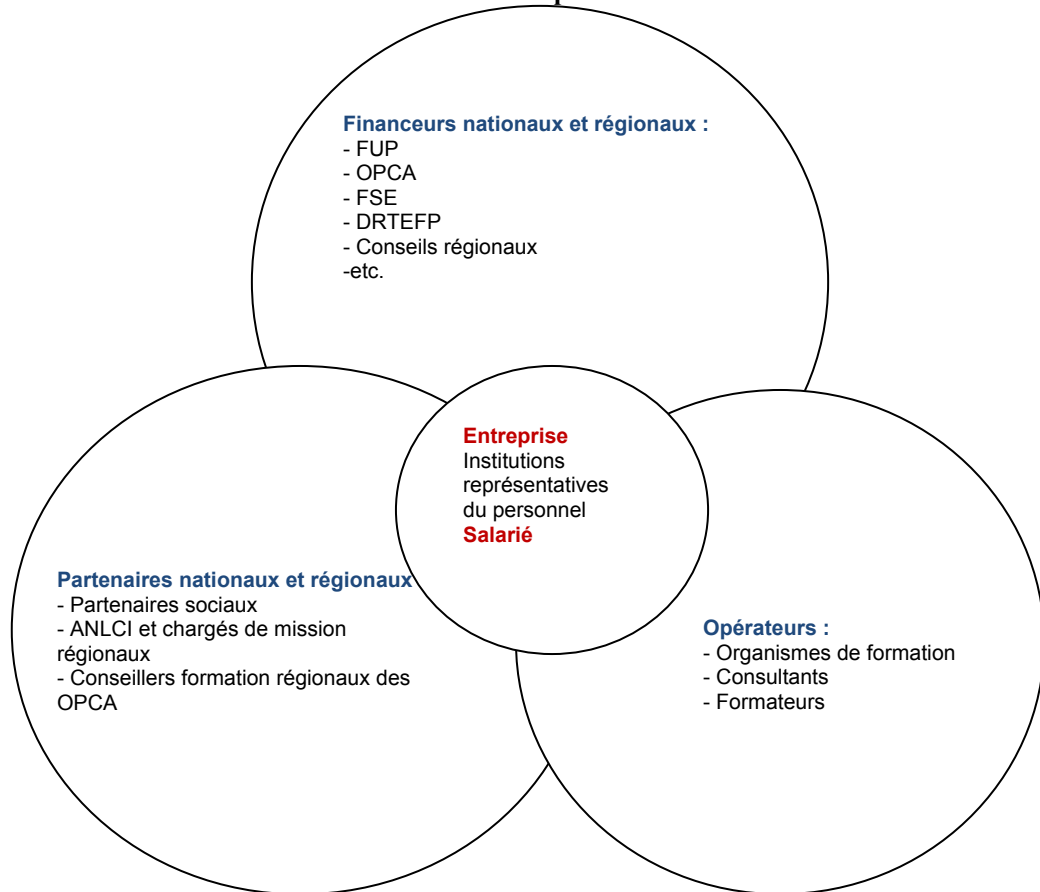 Financeurs nationaux et régionaux :
- FUP
- OPCA
- FSE
- DRTEFP
- Conseils régionaux
-etc.
Entreprise
Institutions
représentatives
du personnel
Salarié
Partenaires nationaux et régionaux
- Partenaires sociaux
- ANLCI et chargés de mission
régionaux
- Conseillers formation régionaux des
OPCA
Opérateurs :
- Organismes de formation
- Consultants
- Formateurs